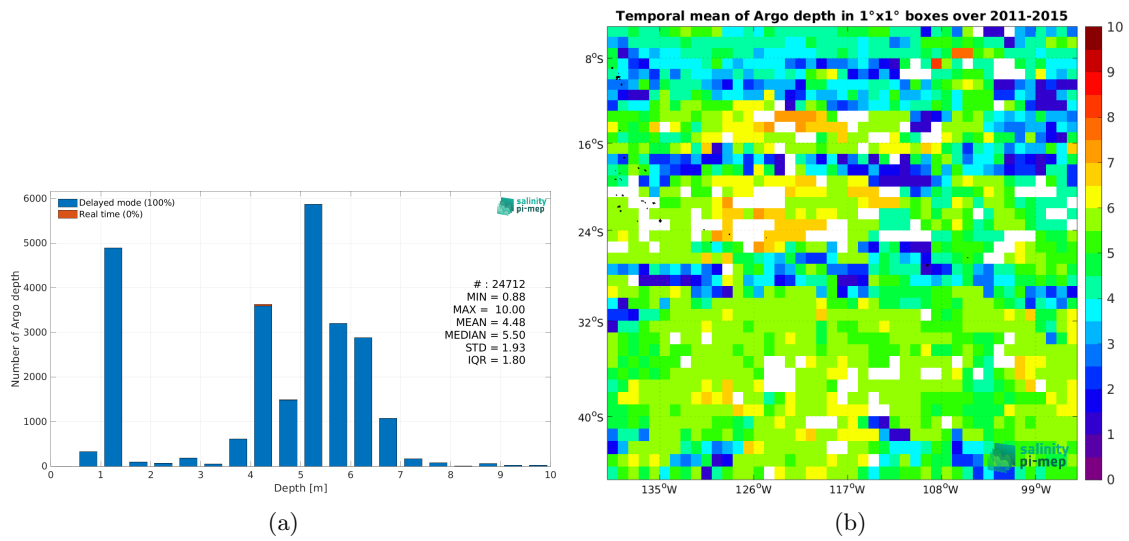 Delayed mode (100%)
Real time (0%)
salinity
pi-mep
6000
5000
4000
3000
2000
1000
0
Number of Argo depth
# : 24712
MIN = 0.88
MAX = 10.00
MEAN = 4.48
MEDIAN = 5.50
STD = 1.93
IQR = 1.80
0 1 2 3 4 5 6 7 8 9 10
Depth [m]
(a)
Temporal mean of Argo depth in 1°x1° boxes over 2011-2015
8°S
16°S
24°S
32°S
40°S
135°W 126°W 117°W 108°W 99°W
salinity
pi-mep
10
9
8
7
6
5
4
3
2
1
0
(b)